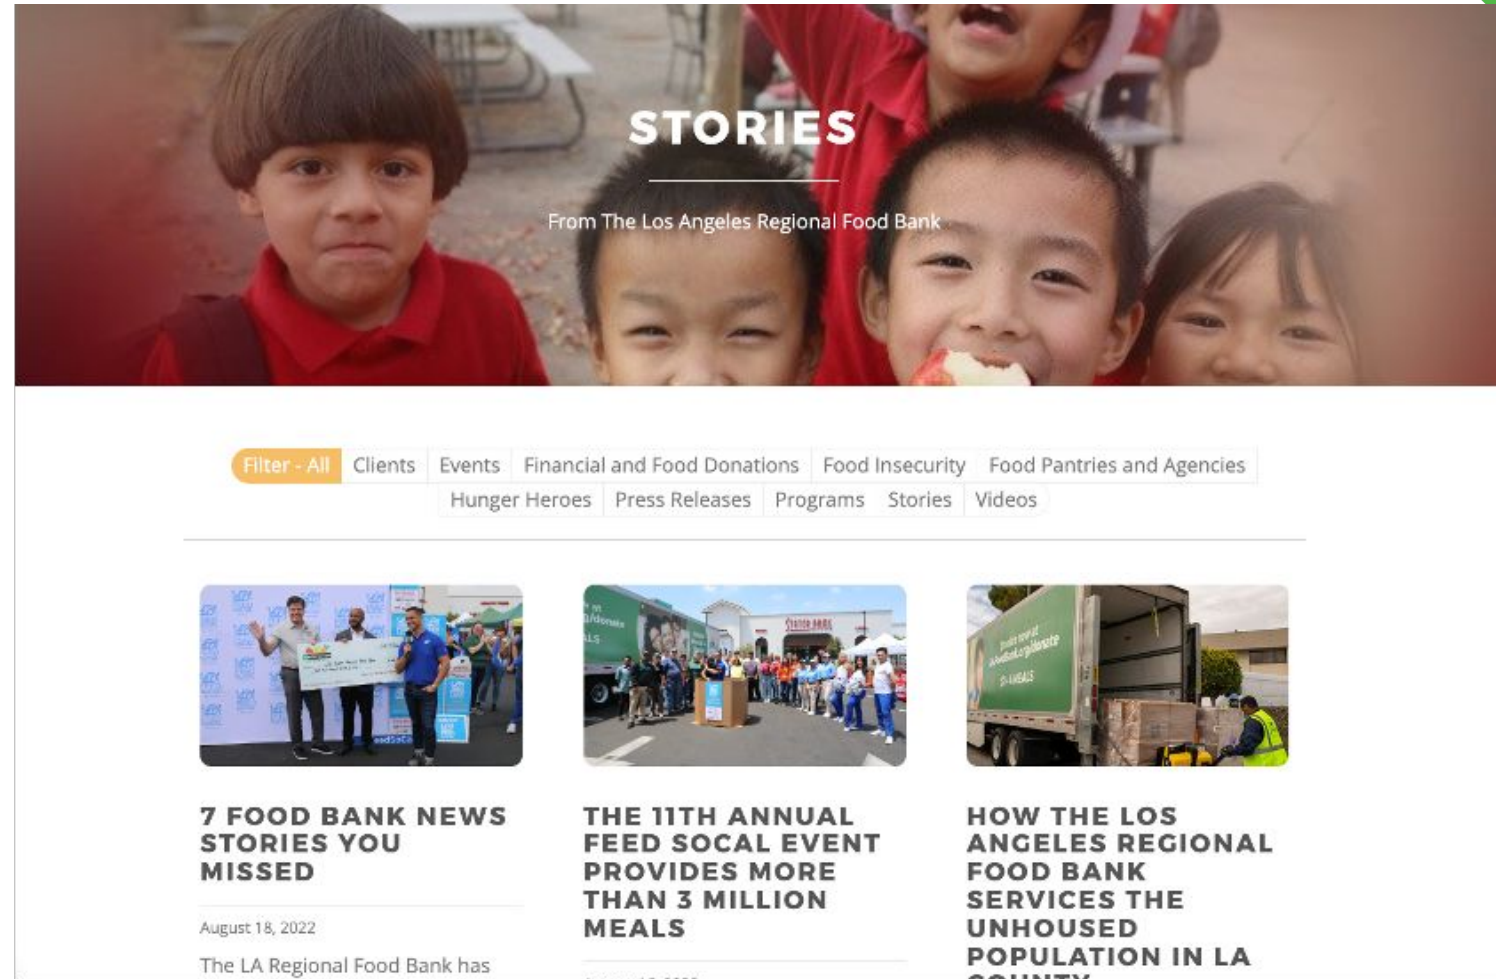 STORIES
From The Los Angeles Regional Food Bank
Filter - All
Clients
Events
Financial and Food Donations
Food Insecurity
Food Pantries and Agencies
Hunger Heroes
Press Releases
Programs
Stories
Videos
7 FOOD BANK NEWS
STORIES YOU
MISSED
August 18, 2022
The LA Regional Food Bank has
THE 11TH ANNUAL
FEED SOCAL EVENT
PROVIDES MORE
THAN 3 MILLION
MEALS
HOW THE LOS
ANGELES REGIONAL
FOOD BANK
SERVICES THE
UNHOUSED
POPULATION IN LA
COUNTY